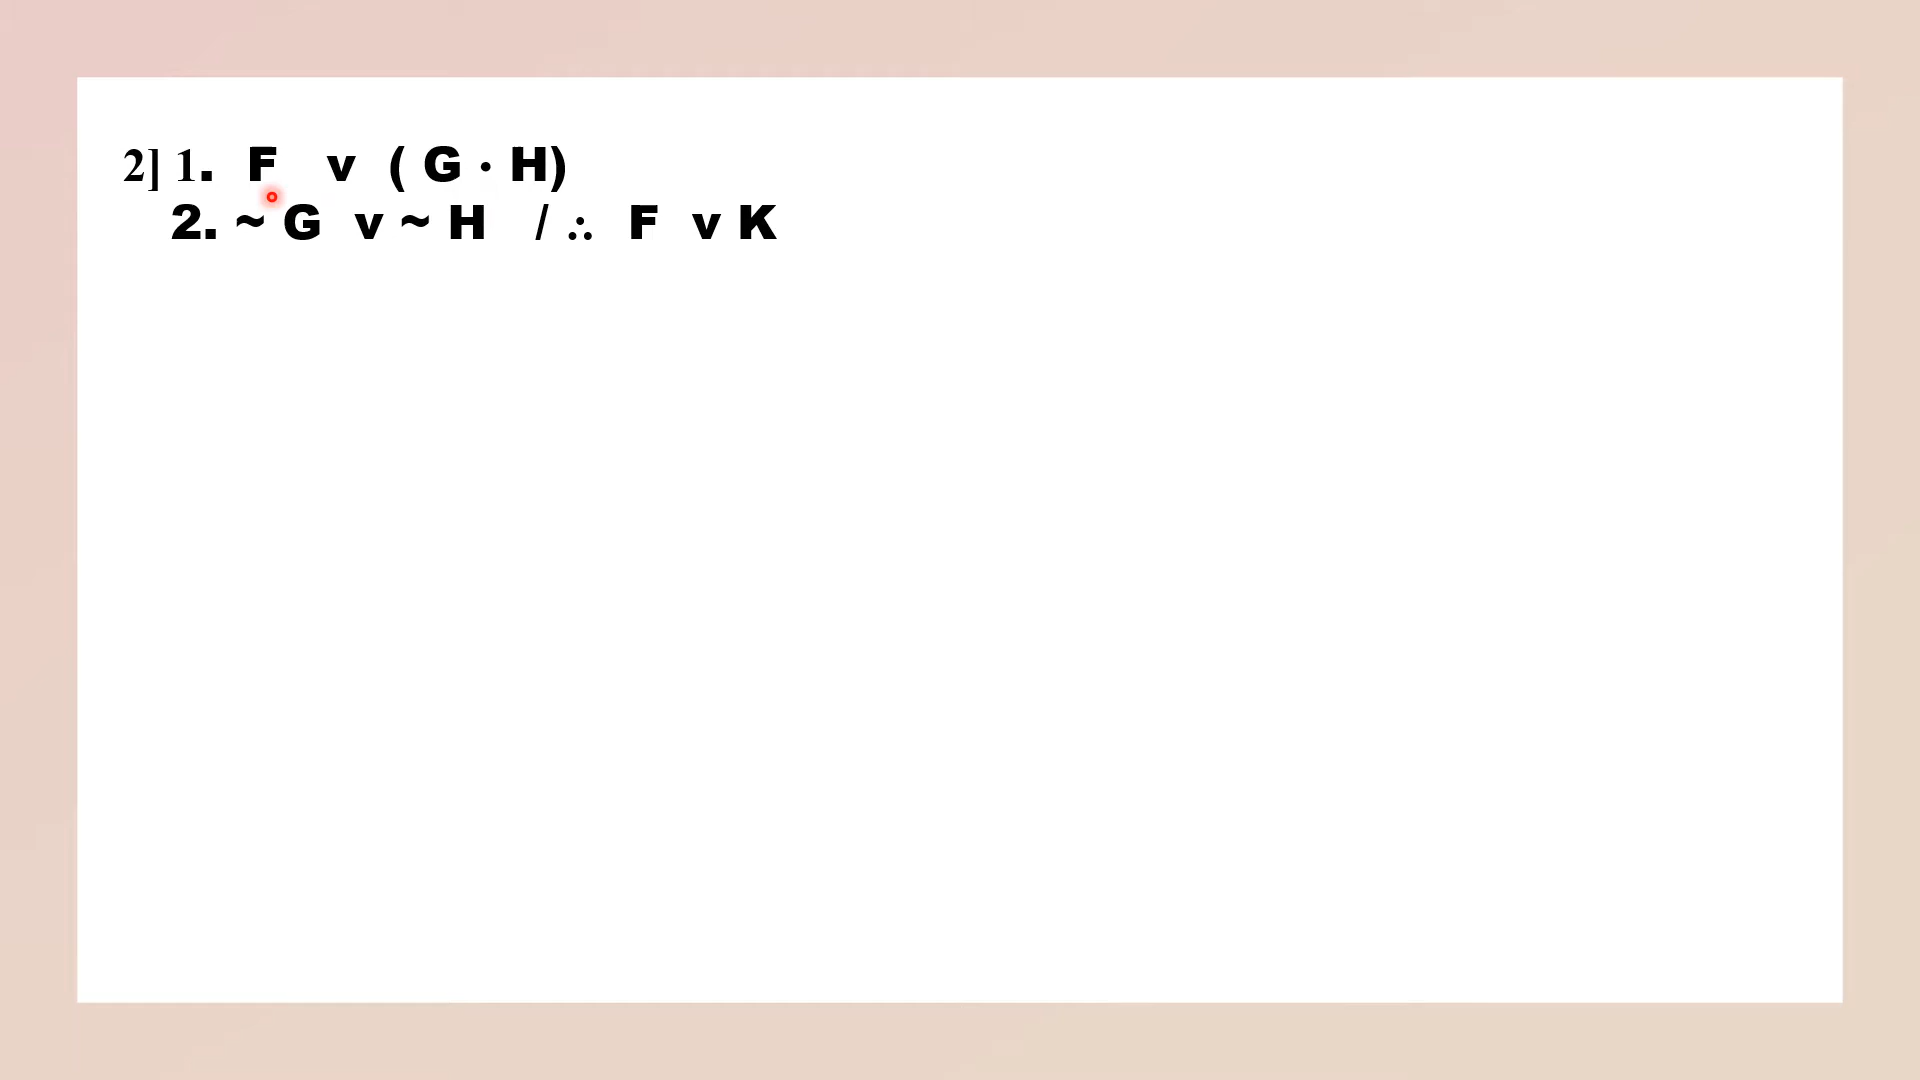 2] 1. F v ( G · H)
2. ~ G v ~ H / ∴ F v K